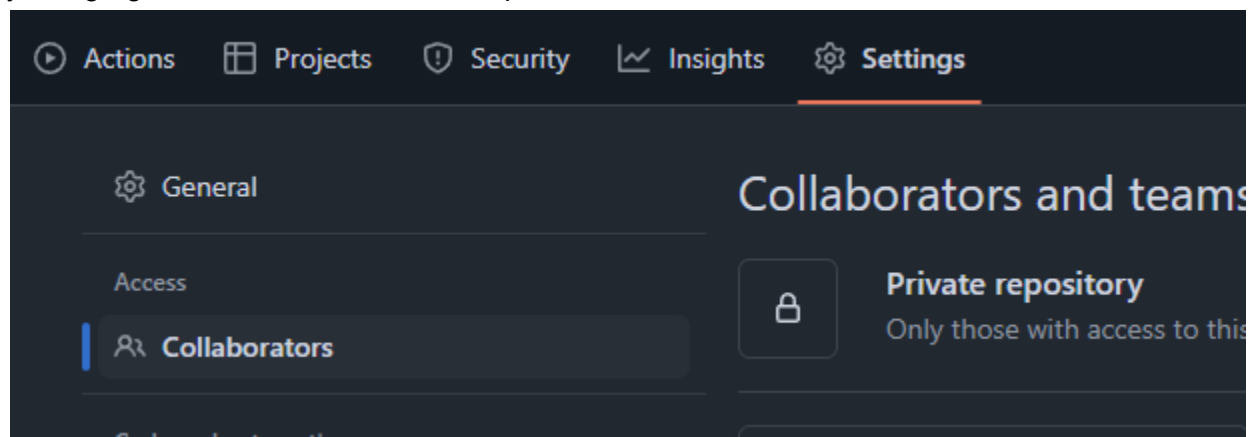 Actions Projects Security Insights Settings
General
Collaborators and teams
Access
Private repository
Only those with access to this
Collaborators